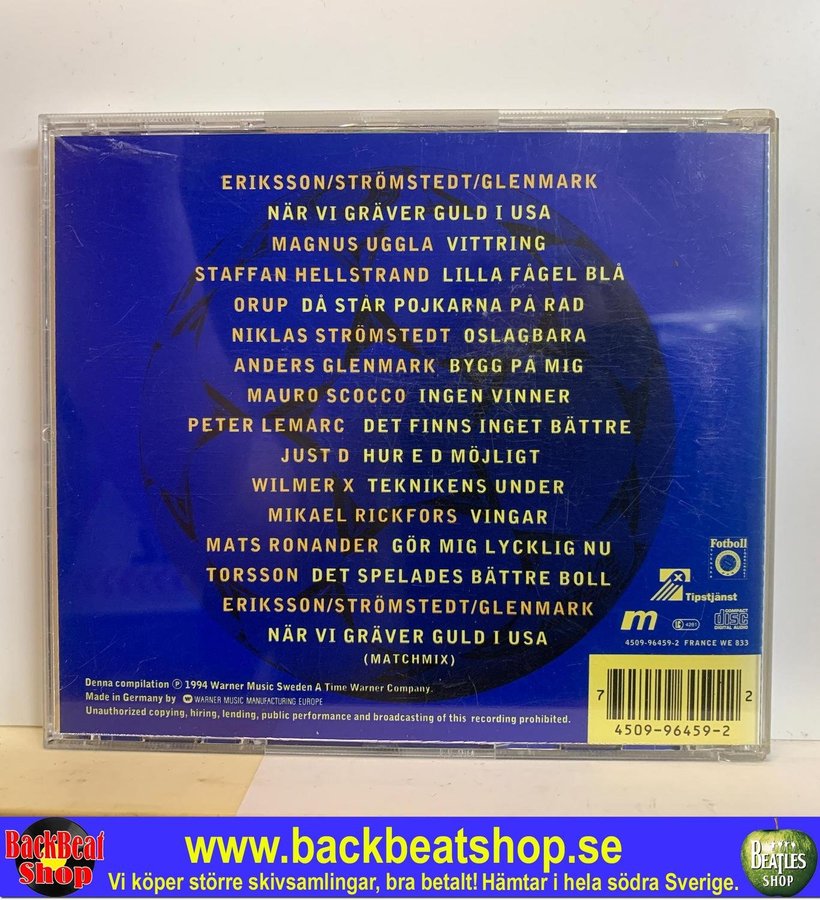 ERIKSSON/STRÖMSTEDT/GLENMARK
NÄR VI GRÄVER GULD I USA
MAGNUS UGGLA VITTRING
STAFFAN HELLSTRAND LILLA FÅGEL BLÅ
ORUP DÅ STÅR POJKARNA PÅ RAD
NIKLAS STRÖMSTEDT OSLAGBARA
ANDERS GLENMARK BYGG PÅ MIG
MAURO SCOCCO INGEN VINNER
PETER LEMARC DET FINNS INGET BÄTTRE
JUST D HUR E D MÖJLIGT
WILMER X TEKNIKENS UNDER
MIKAEL RICKFORS VINGAR
MATS RONANDER GÖR MIG LYCKLIG NU
TORSSON DET SPELADES BÄTTRE BOLL
ERIKSSON/STRÖMSTEDT/GLENMARK
NÄR VI GRÄVER GULD I USA
(MATCHMIX)
Fotboll
Tipstjänst
m
LC 4281
COMPACT
disc
DIGITAL AUDIO
4509-96459-2 FRANCE WE 833
Denna compilation ℗ 1994 Warner Music Sweden A Time Warner Company.
Made in Germany by WARNER MUSIC MANUFACTURING EUROPE
Unauthorized copying, hiring, lending, public performance and broadcasting of this recording prohibited.
7 2
4509-96459-2
BackBeat
Shop
www.backbeatshop.se
Vi köper större skivsamlingar, bra betalt! Hämtar i hela södra Sverige.
BEATLES
SHOP